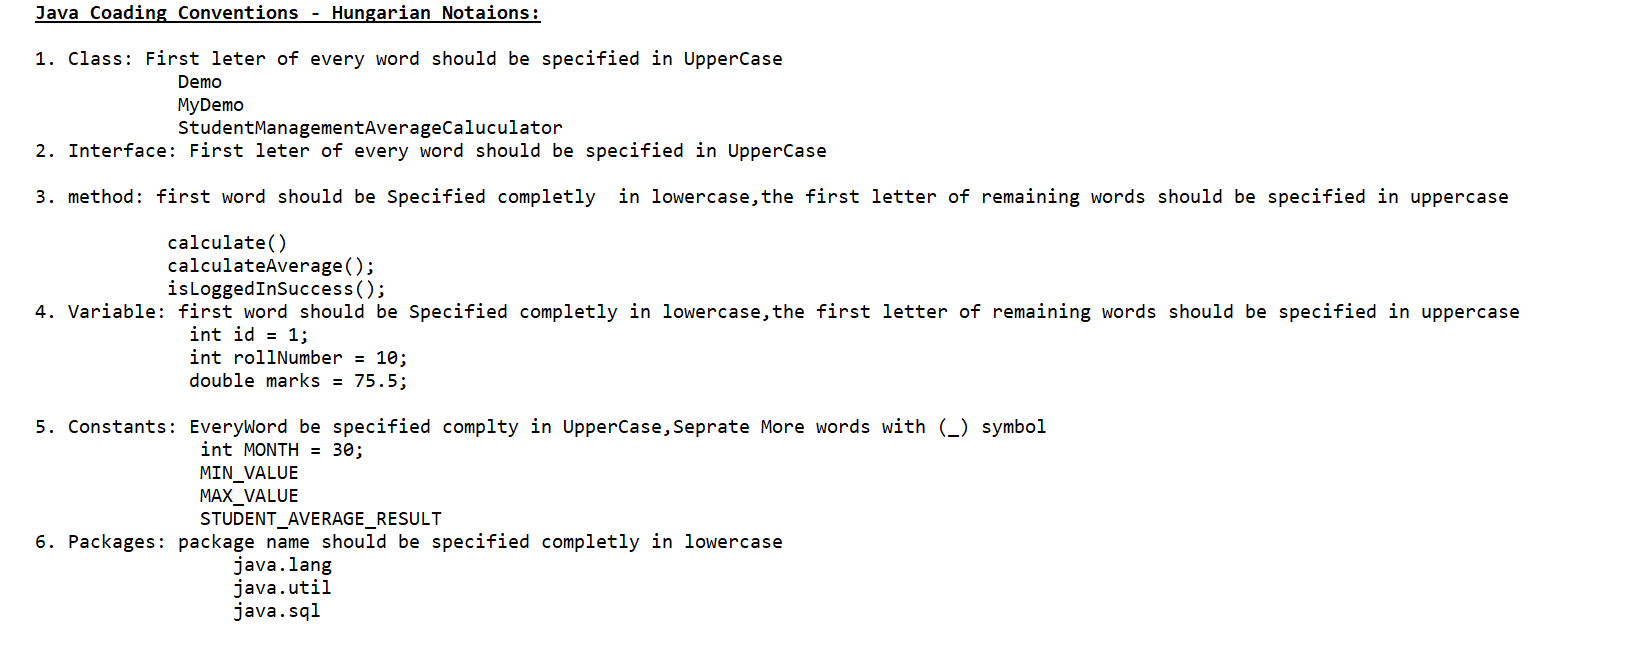 Java Coading Conventions - Hungarian Notaions:
1. Class: First leter of every word should be specified in UpperCase
Demo
MyDemo
StudentManagementAverageCaluculator
2. Interface: First leter of every word should be specified in UpperCase
3. method: first word should be Specified completly  in lowercase,the first letter of remaining words should be specified in uppercase
calculate()
calculateAverage();
isLoggedInSuccess();
4. Variable: first word should be Specified completly in lowercase,the first letter of remaining words should be specified in uppercase
int id = 1;
int rollNumber = 10;
double marks = 75.5;
5. Constants: EveryWord be specified complty in UpperCase,Seprate More words with (_) symbol
int MONTH = 30;
MIN_VALUE
MAX_VALUE
STUDENT_AVERAGE_RESULT
6. Packages: package name should be specified completly in lowercase
java.lang
java.util
java.sql